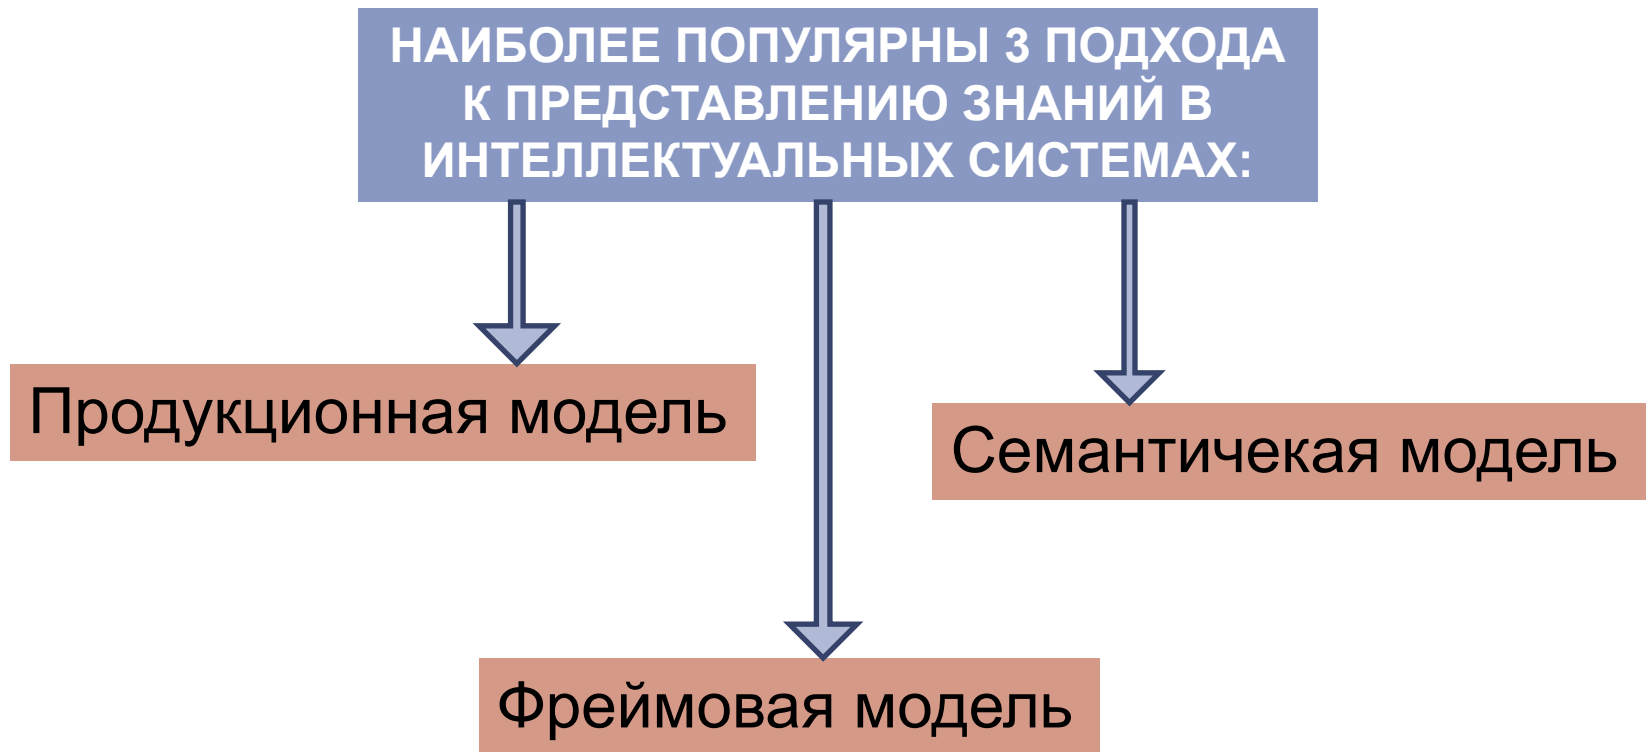 НАИБОЛЕЕ ПОПУЛЯРНЫ 3 ПОДХОДА
К ПРЕДСТАВЛЕНИЮ ЗНАНИЙ В
ИНТЕЛЛЕКТУАЛЬНЫХ СИСТЕМАХ:
Продукционная модель
Семантичекая модель
Фреймовая модель